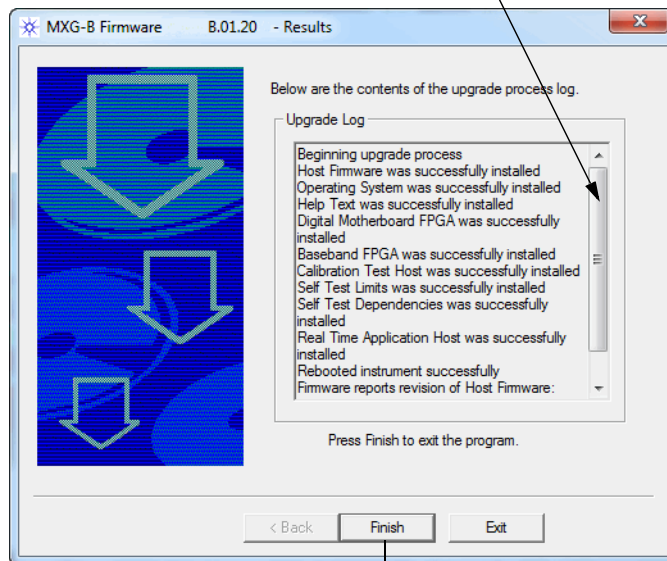 MXG-B Firmware B.01.20 - Results
Below are the contents of the upgrade process log.
Upgrade Log
Beginning upgrade process
Host Firmware was successfully installed
Operating System was successfully installed
Help Text was successfully installed
Digital Motherboard FPGA was successfully
installed
Baseband FPGA was successfully installed
Calibration Test Host was successfully installed
Self Test Limits was successfully installed
Self Test Dependencies was successfully
installed
Real Time Application Host was successfully
installed
Rebooted instrument successfully
Firmware reports revision of Host Firmware:
Press Finish to exit the program.
< Back Finish Exit